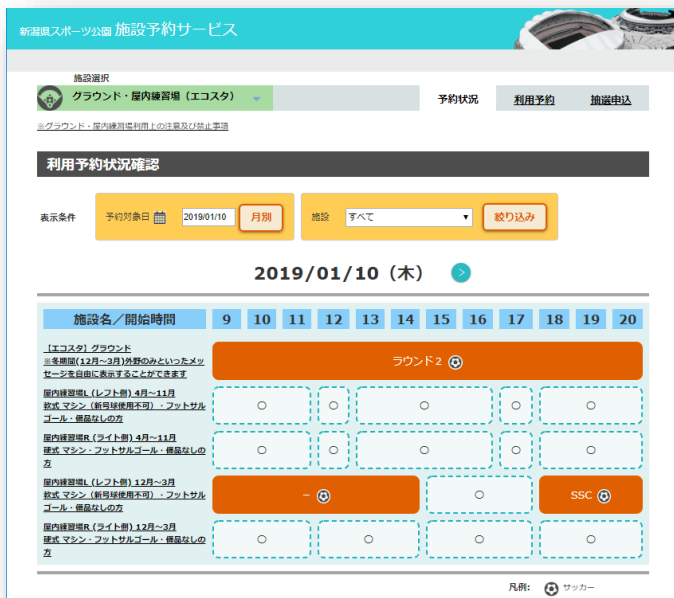 新潟県スポーツ公園 施設予約サービス
施設選択
グラウンド・屋内練習場（エコスタ）
予約状況 利用予約 抽選申込
※グラウンド・屋内練習場利用上の注意及び禁止事項
利用予約状況確認
表示条件 予約対象日 2019/01/10 月別 施設 すべて 絞り込み
2019/01/10（木） >
施設名／開始時間 9 10 11 12 13 14 15 16 17 18 19 20
【エコスタ】グラウンド
※冬期間(12月～3月)外野のみといったメッ
セージを自由に表示することができます
ラウンド２
屋内練習場L (レフト側) 4月～11月
軟式 マシン（新号球使用不可）・フットサル
ゴール・備品なしの方
○ ○ ○ ○ ○
屋内練習場R (ライト側) 4月～11月
硬式 マシン・フットサルゴール・備品なしの
方
○ ○ ○ ○ ○
屋内練習場L (レフト側) 12月～3月
軟式 マシン（新号球使用不可）・フットサル
ゴール・備品なしの方
－ ○ SSC
屋内練習場R (ライト側) 12月～3月
硬式 マシン・フットサルゴール・備品なしの
方
○ ○ ○ ○
凡例: サッカー